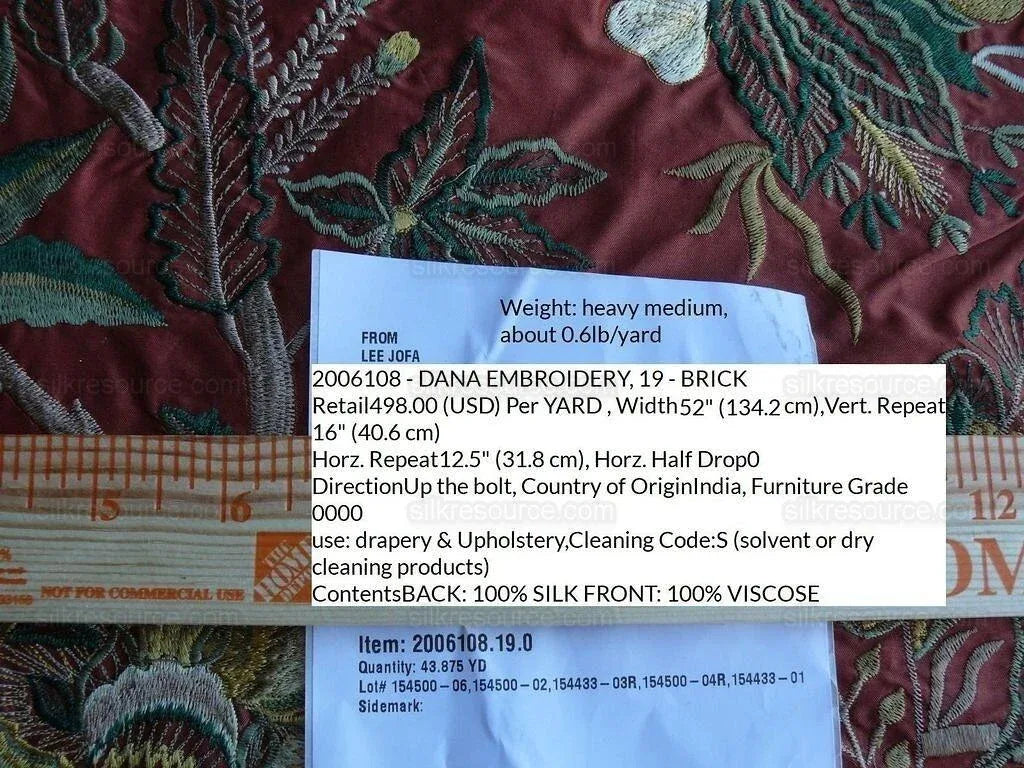 Weight: heavy medium,
about 0.6lb/yard
FROM
LEE JOFA
2006108 - DANA EMBROIDERY, 19 - BRICK
Retail498.00 (USD) Per YARD , Width52" (134.2 cm),Vert. Repeat
16" (40.6 cm)
Horz. Repeat12.5" (31.8 cm), Horz. Half Drop0
DirectionUp the bolt, Country of OriginIndia, Furniture Grade
0000
use: drapery & Upholstery,Cleaning Code:S (solvent or dry
cleaning products)
ContentsBACK: 100% SILK FRONT: 100% VISCOSE
5 6 12
NOT FOR COMMERCIAL USE
THE HOME
Item: 2006108.19.0
Quantity: 43.875 YD
Lot# 154500-06,154500-02,154433-03R,154500-04R,154433-01
Sidemark:
silkresource.com